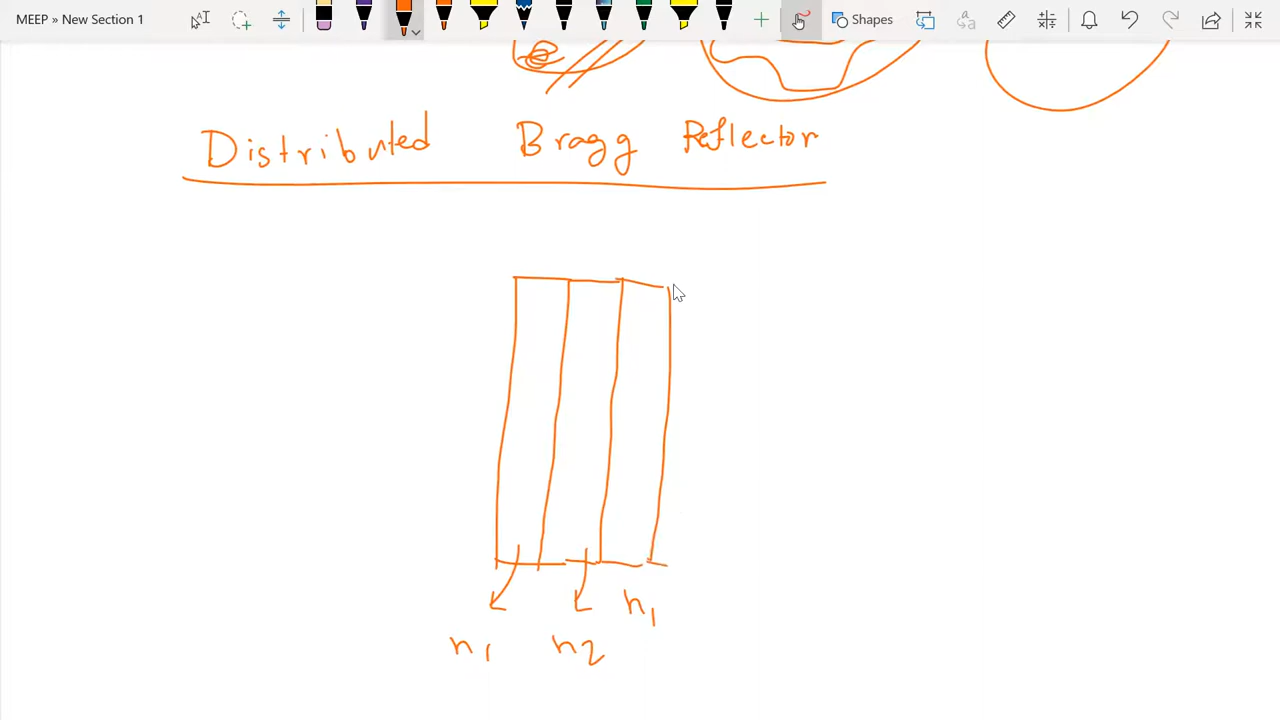 MEEP » New Section 1
Shapes
Distributed Bragg Reflector
n1
n1 n2